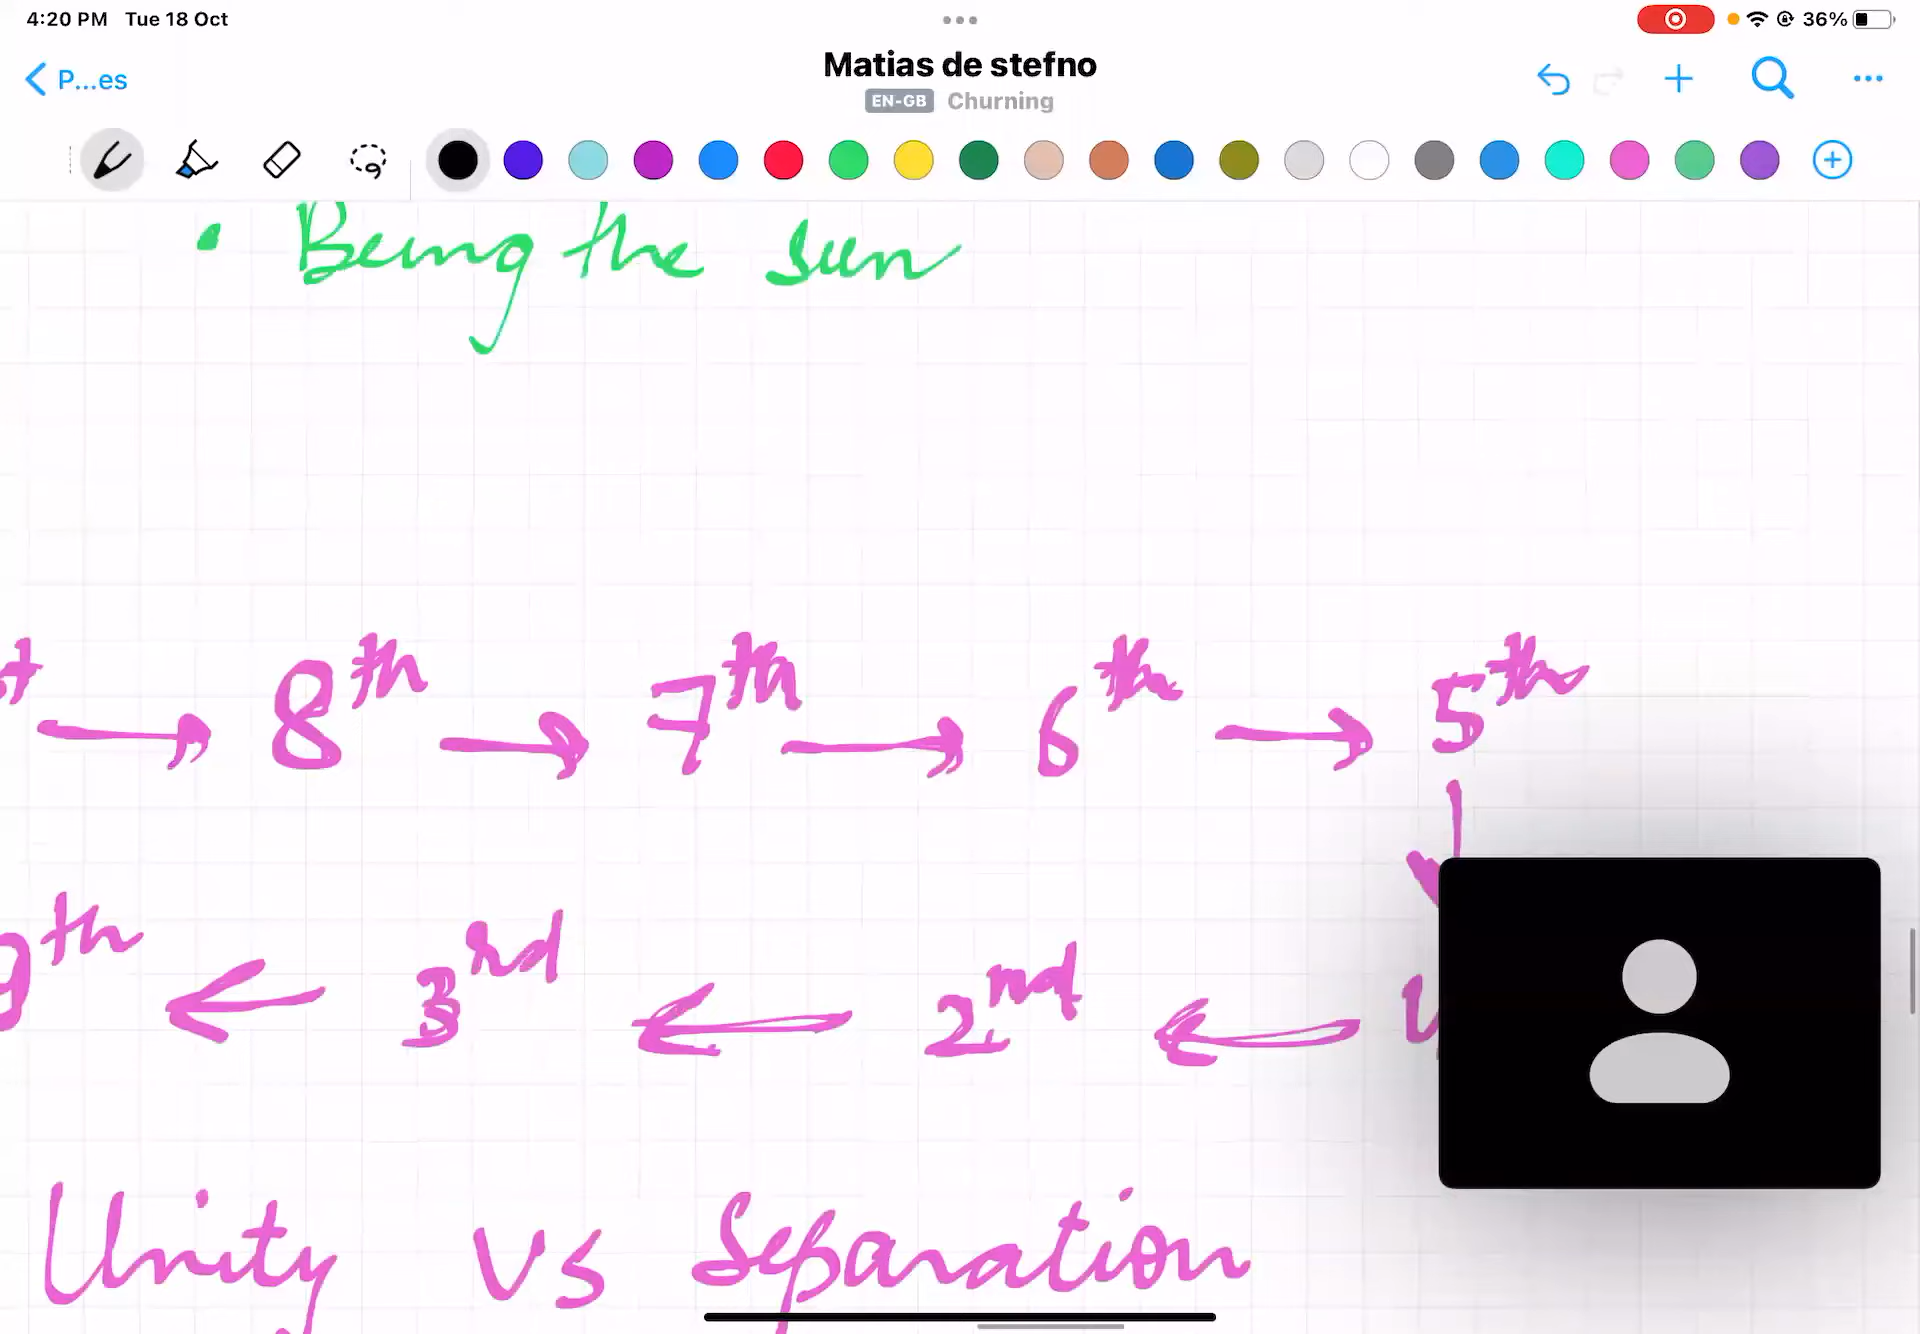 4:20 PM Tue 18 Oct
36%
P...es
Matias de stefno
EN-GB Churning
• Being the sun
→ 8th → 7th → 6th → 5th
9th ← 3rd ← 2nd ←
Unity vs Separation